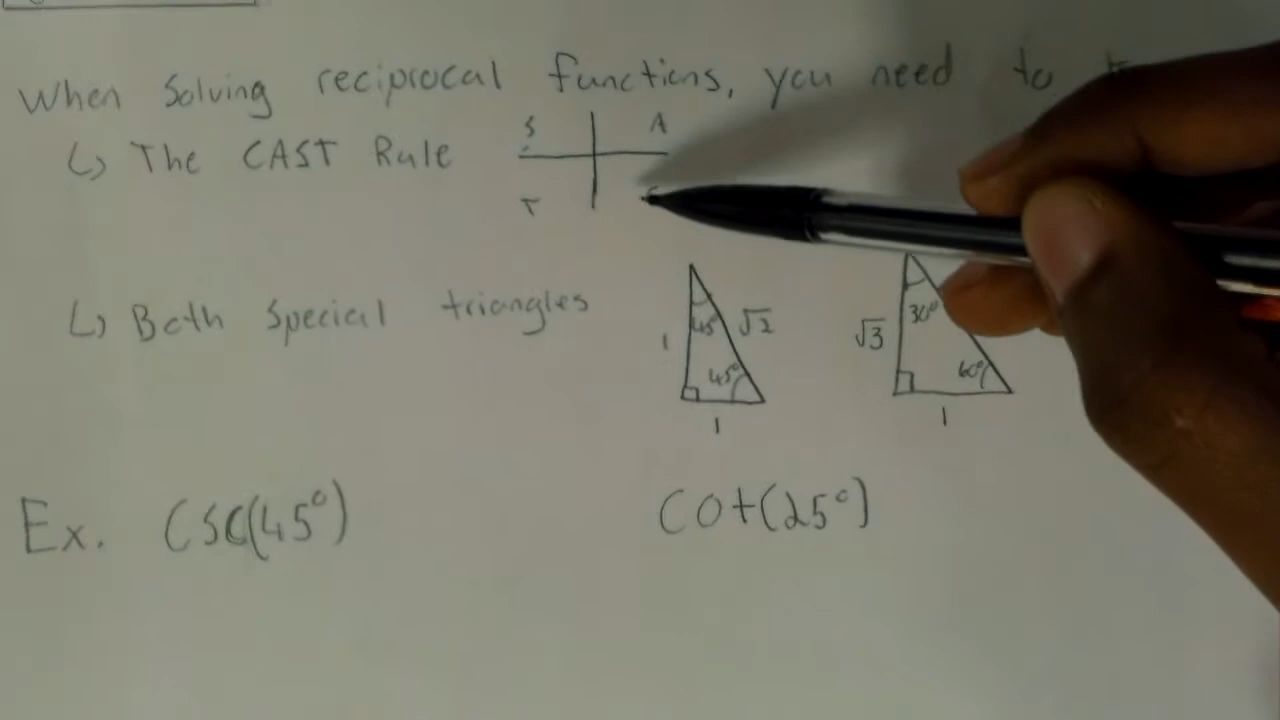 When Solving reciprocal functions, you need to
The CAST Rule
S A
T C
Both Special triangles
45° √2 1 45° 1
√3 30° 60° 1
Ex. CSC(45°) COt(25°)